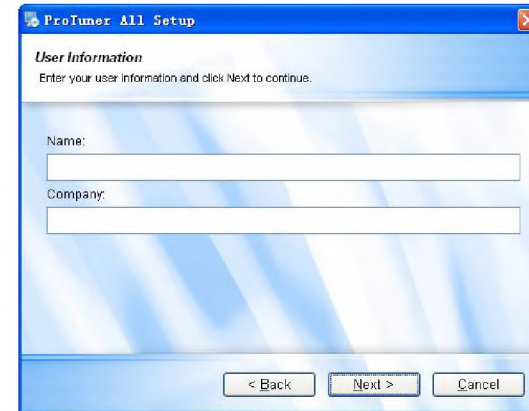 ProTuner All Setup
User Information
Enter your user information and click Next to continue.
Name:
Company:
< Back
Next >
Cancel